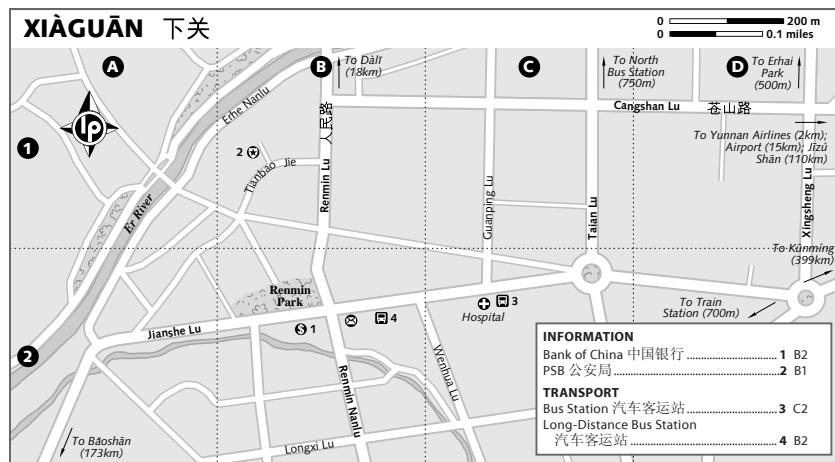 XIÀGUĀN 下关
0 200 m
0 0.1 miles
A
B
C
D
1
2
To Dàlǐ
(18km)
To North
Bus Station
(750m)
To Erhai
Park
(500m)
Cangshan Lu 苍山路
To Yunnan Airlines (2km);
Airport (15km); Jīzú
Shān (110km)
Erhe Nanlu
人民路
Renmin Lu
2
Tianbao Jie
Er River
Guanping Lu
Taian Lu
Xingsheng Lu
To Kūnmíng
(399km)
To Train
Station (700m)
Renmin
Park
Jianshe Lu
1
4
3
Hospital
Wenhua Lu
Renmin Nanlu
Longxi Lu
To Bǎoshān
(173km)
lp
INFORMATION
Bank of China 中国银行 1 B2
PSB 公安局 2 B1
TRANSPORT
Bus Station 汽车客运站 3 C2
Long-Distance Bus Station
汽车客运站 4 B2